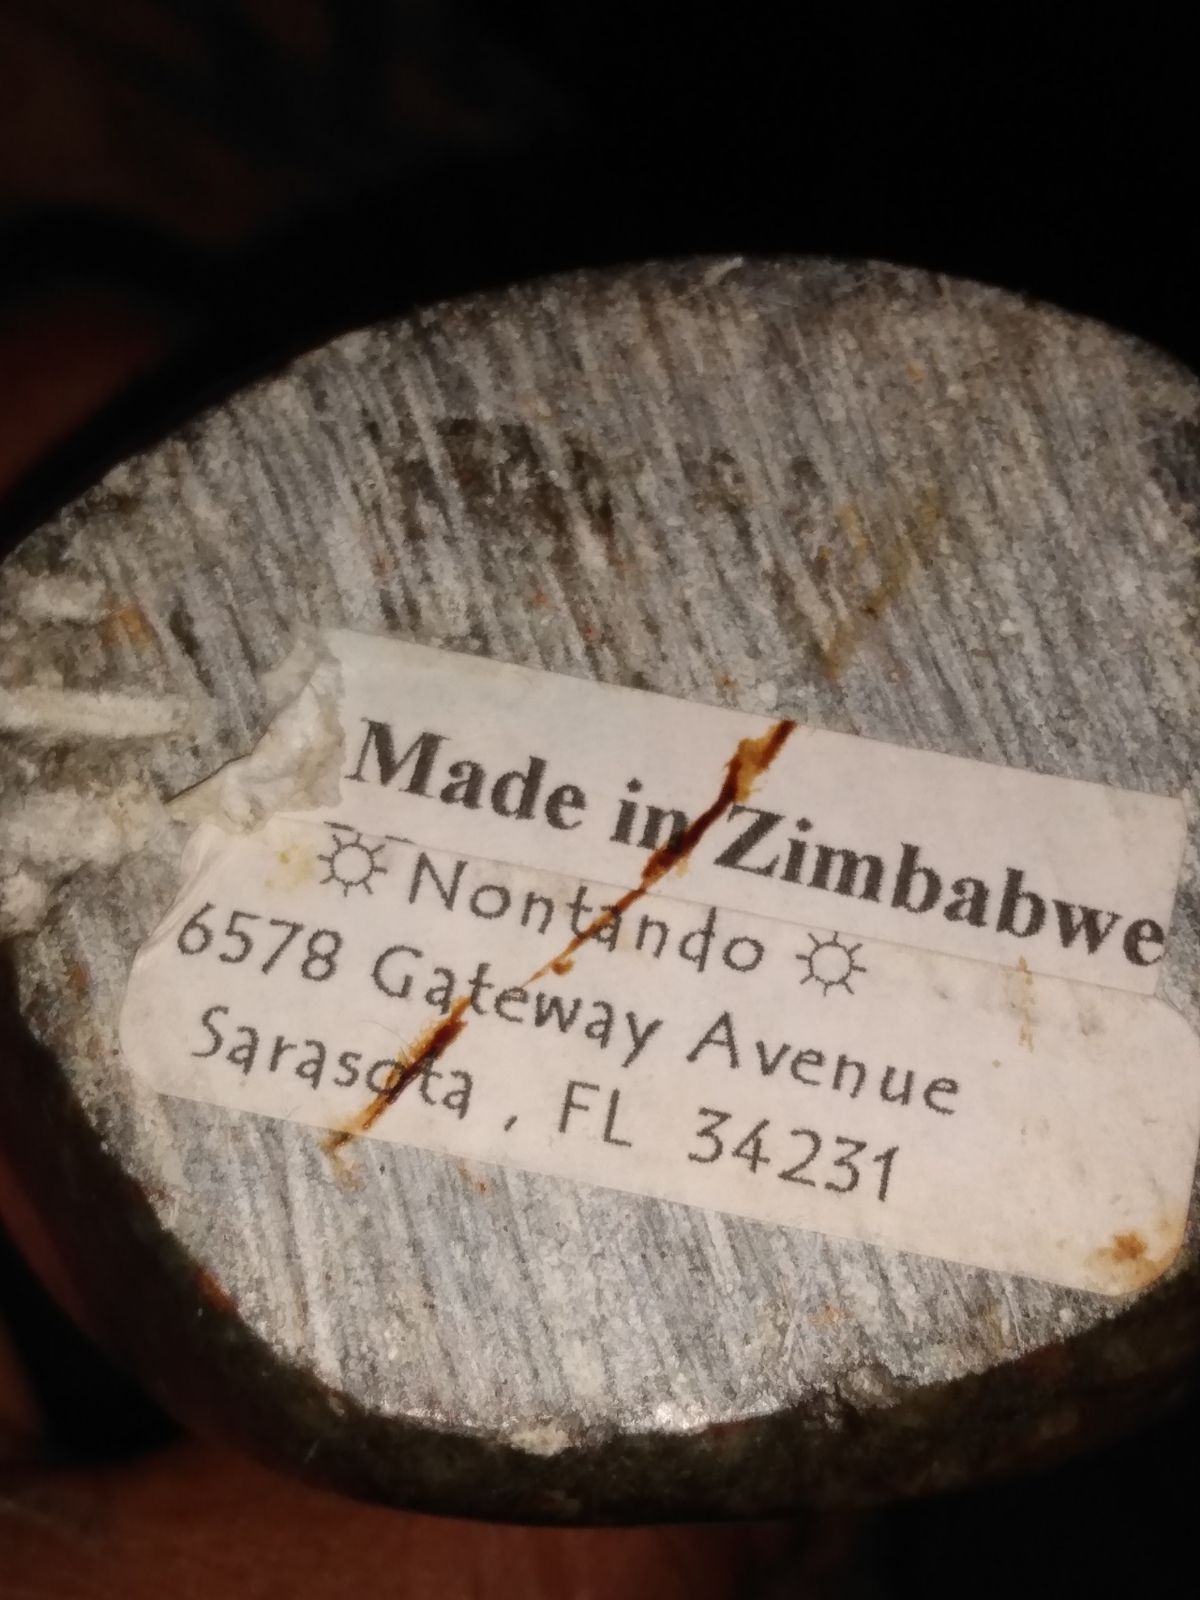 Made in Zimbabwe
☼ Nontando ☼
6578 Gateway Avenue
Sarasota , FL 34231